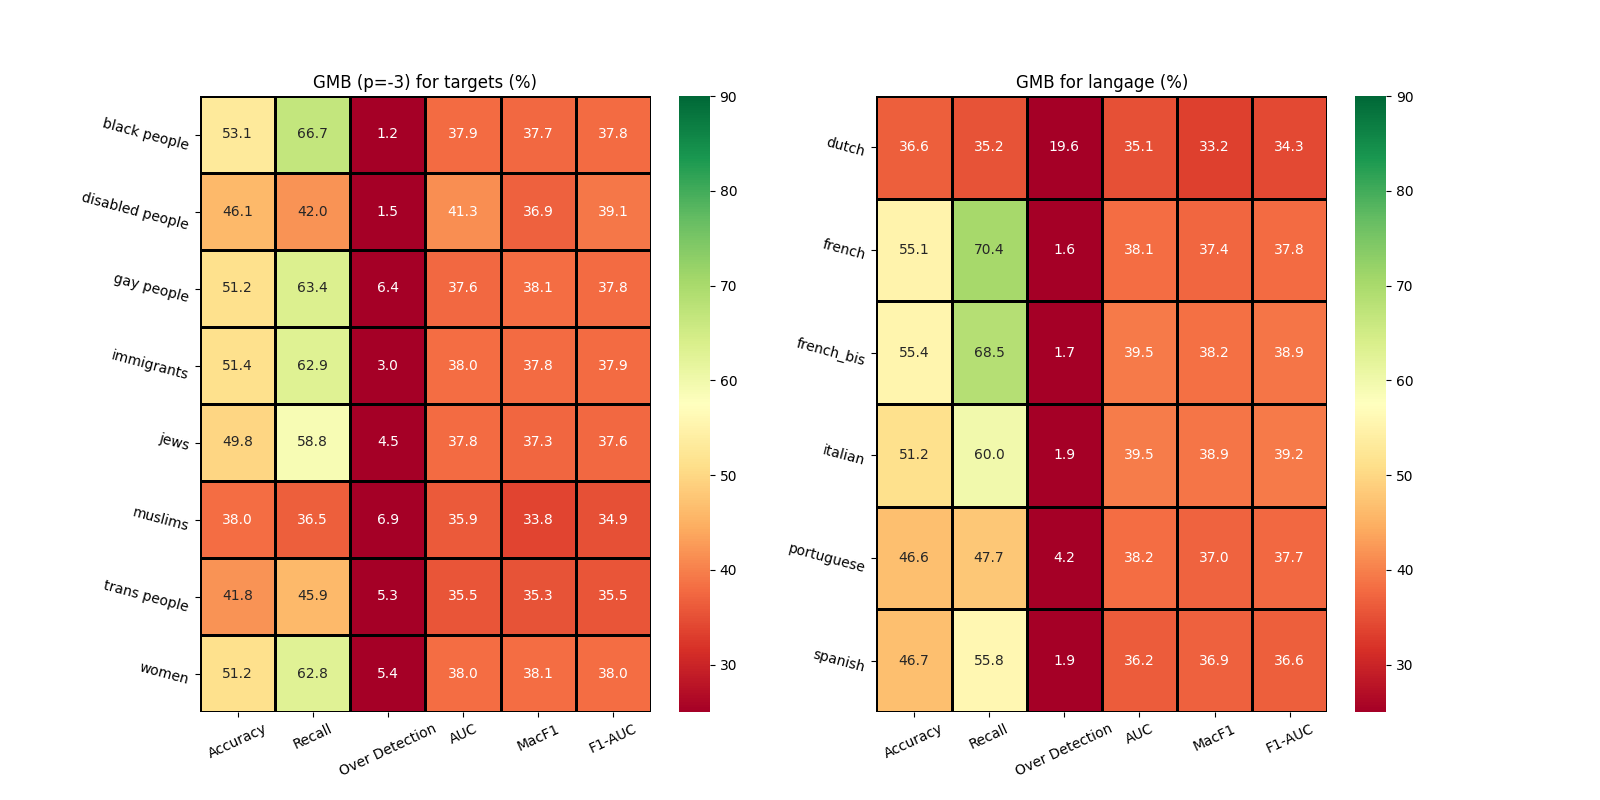 GMB (p=-3) for targets (%)
black people 53.1 66.7 1.2 37.9 37.7 37.8
disabled people 46.1 42.0 1.5 41.3 36.9 39.1
gay people 51.2 63.4 6.4 37.6 38.1 37.8
immigrants 51.4 62.9 3.0 38.0 37.8 37.9
jews 49.8 58.8 4.5 37.8 37.3 37.6
muslims 38.0 36.5 6.9 35.9 33.8 34.9
trans people 41.8 45.9 5.3 35.5 35.3 35.5
women 51.2 62.8 5.4 38.0 38.1 38.0
Accuracy Recall Over Detection AUC MacF1 F1-AUC
90
80
70
60
50
40
30
GMB for langage (%)
dutch 36.6 35.2 19.6 35.1 33.2 34.3
french 55.1 70.4 1.6 38.1 37.4 37.8
french_bis 55.4 68.5 1.7 39.5 38.2 38.9
italian 51.2 60.0 1.9 39.5 38.9 39.2
portuguese 46.6 47.7 4.2 38.2 37.0 37.7
spanish 46.7 55.8 1.9 36.2 36.9 36.6
Accuracy Recall Over Detection AUC MacF1 F1-AUC
90
80
70
60
50
40
30